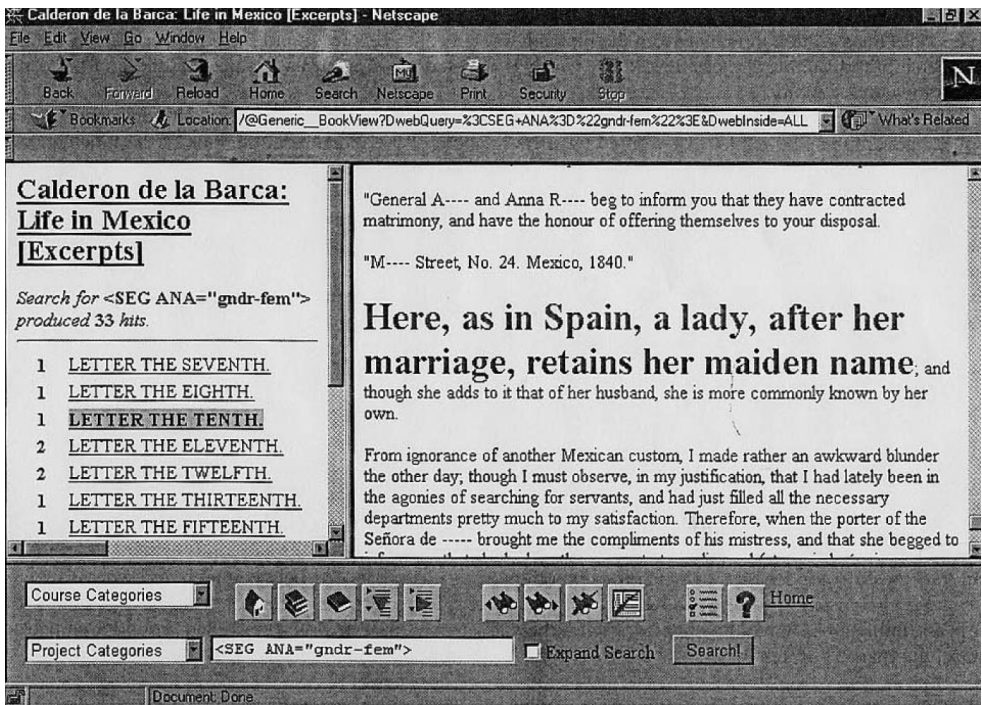 Calderon de la Barca: Life in Mexico [Excerpts] - Netscape
File Edit View Go Window Help
Back Forward Reload Home Search Netscape Print Security Stop
Bookmarks Location: /@Generic__BookView?DwebQuery=%3CSEG+ANA%3D%22gndr-fem%22%3E&DwebInside=ALL What's Related
Calderon de la Barca:
Life in Mexico
[Excerpts]
Search for <SEG ANA="gndr-fem">
produced 33 hits.
1 LETTER THE SEVENTH.
1 LETTER THE EIGHTH.
1 LETTER THE TENTH.
2 LETTER THE ELEVENTH.
2 LETTER THE TWELFTH.
1 LETTER THE THIRTEENTH.
1 LETTER THE FIFTEENTH.
"General A---- and Anna R---- beg to inform you that they have contracted
matrimony, and have the honour of offering themselves to your disposal.
"M---- Street, No. 24. Mexico, 1840."
Here, as in Spain, a lady, after her
marriage, retains her maiden name; and
though she adds to it that of her husband, she is more commonly known by her
own.
From ignorance of another Mexican custom, I made rather an awkward blunder
the other day; though I must observe, in my justification, that I had lately been in
the agonies of searching for servants, and had just filled all the necessary
departments pretty much to my satisfaction. Therefore, when the porter of the
Señora de ----- brought me the compliments of his mistress, and that she begged to
Course Categories
Home
Project Categories <SEG ANA="gndr-fem"> Expand Search Search!
Document: Done